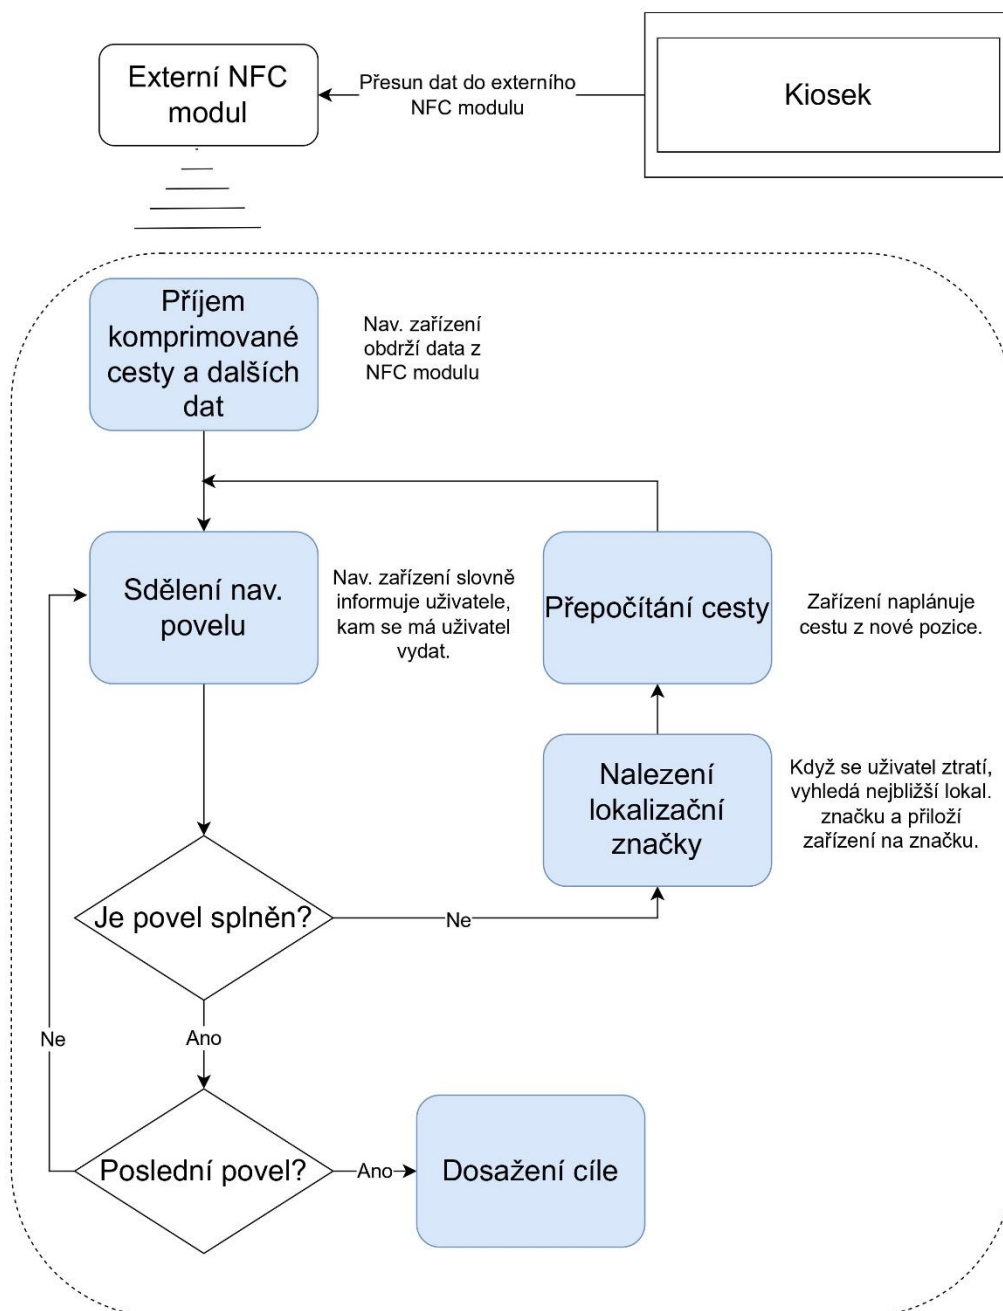 Externí NFC
modul
Přesun dat do externího
NFC modulu
Kiosek
Příjem
komprimované
cesty a dalších
dat
Nav. zařízení
obdrží data z
NFC modulu
Sdělení nav.
povelu
Nav. zařízení slovně
informuje uživatele,
kam se má uživatel
vydat.
Přepočítání cesty
Zařízení naplánuje
cestu z nové pozice.
Nalezení
lokalizační
značky
Když se uživatel ztratí,
vyhledá nejbližší lokal.
značku a přiloží
zařízení na značku.
Je povel splněn?
Ne
Ne
Ano
Poslední povel?
Ano
Dosažení cíle